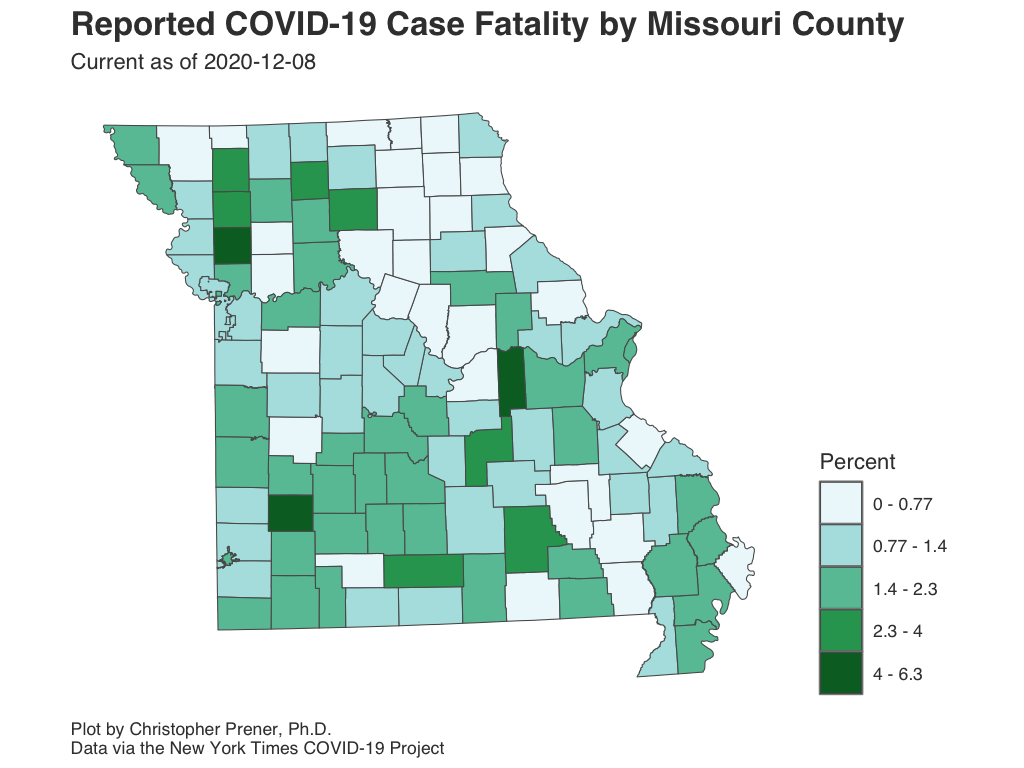 Reported COVID-19 Case Fatality by Missouri County
Current as of 2020-12-08
Percent
0 - 0.77
0.77 - 1.4
1.4 - 2.3
2.3 - 4
4 - 6.3
Plot by Christopher Prener, Ph.D.
Data via the New York Times COVID-19 Project